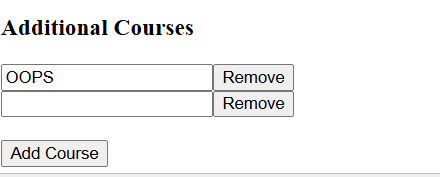 Additional Courses
OOPS Remove
Remove
Add Course